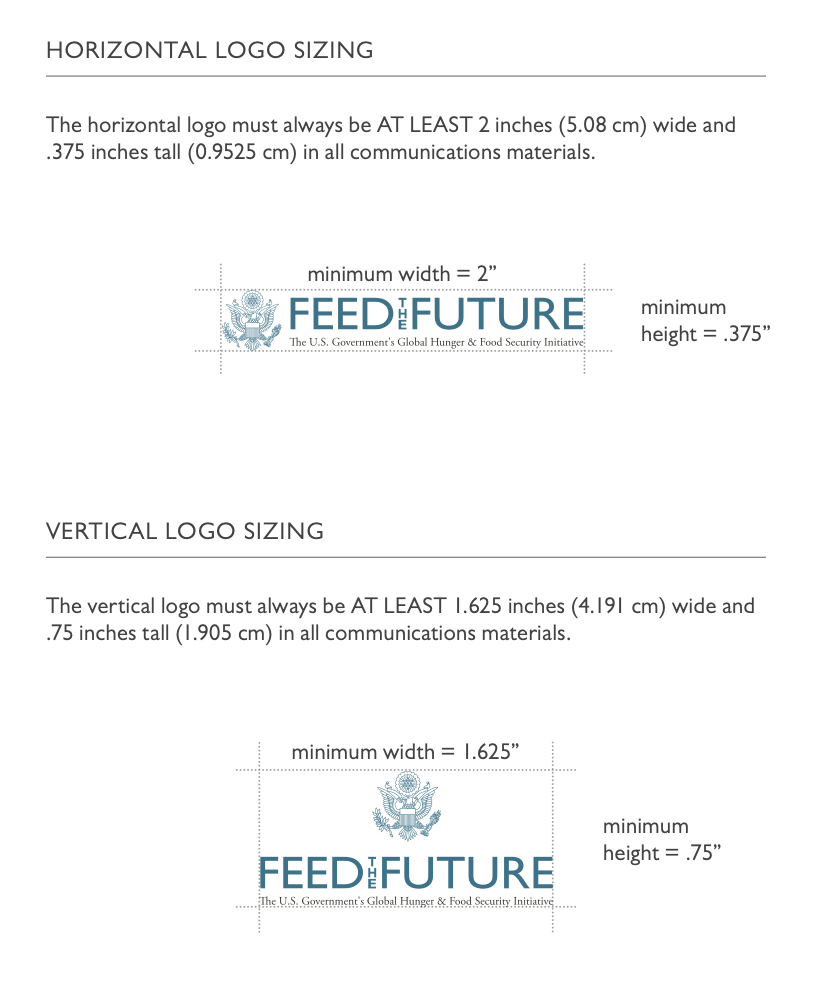 HORIZONTAL LOGO SIZING
The horizontal logo must always be AT LEAST 2 inches (5.08 cm) wide and
.375 inches tall (0.9525 cm) in all communications materials.
minimum width = 2”
FEED THE FUTURE
The U.S. Government's Global Hunger & Food Security Initiative
minimum
height = .375”
VERTICAL LOGO SIZING
The vertical logo must always be AT LEAST 1.625 inches (4.191 cm) wide and
.75 inches tall (1.905 cm) in all communications materials.
minimum width = 1.625”
FEED THE FUTURE
The U.S. Government's Global Hunger & Food Security Initiative
minimum
height = .75”